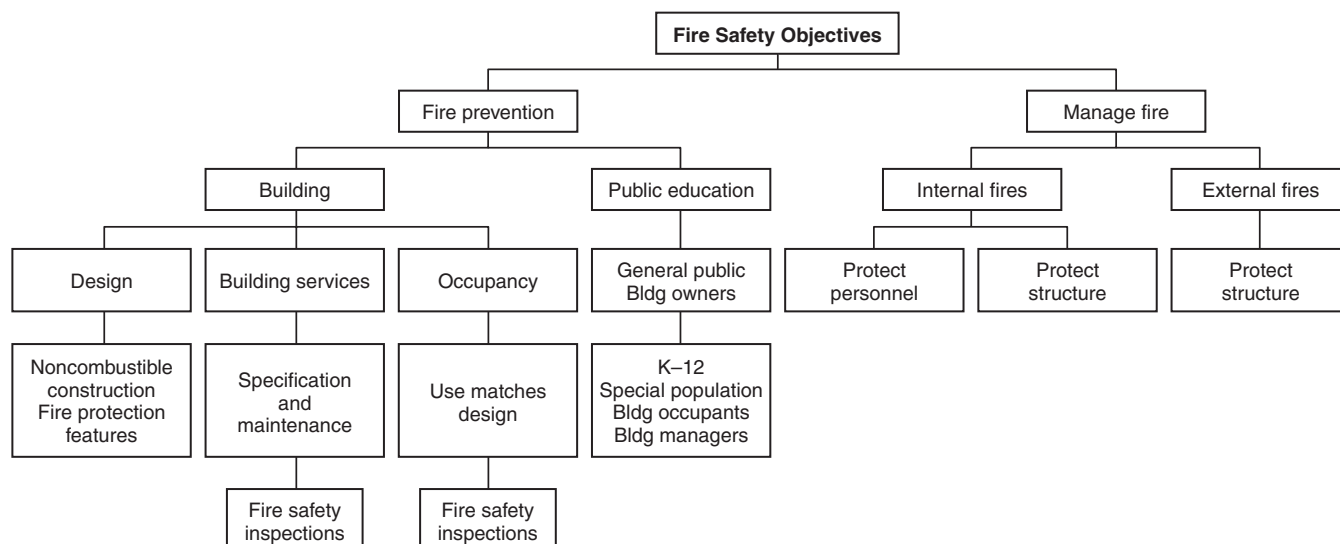 Fire Safety Objectives
Fire prevention
Manage fire
Building
Public education
Internal fires
External fires
Design
Building services
Occupancy
General public
Bldg owners
Protect
personnel
Protect
structure
Protect
structure
Noncombustible
construction
Fire protection
features
Specification
and
maintenance
Use matches
design
K–12
Special population
Bldg occupants
Bldg managers
Fire safety
inspections
Fire safety
inspections